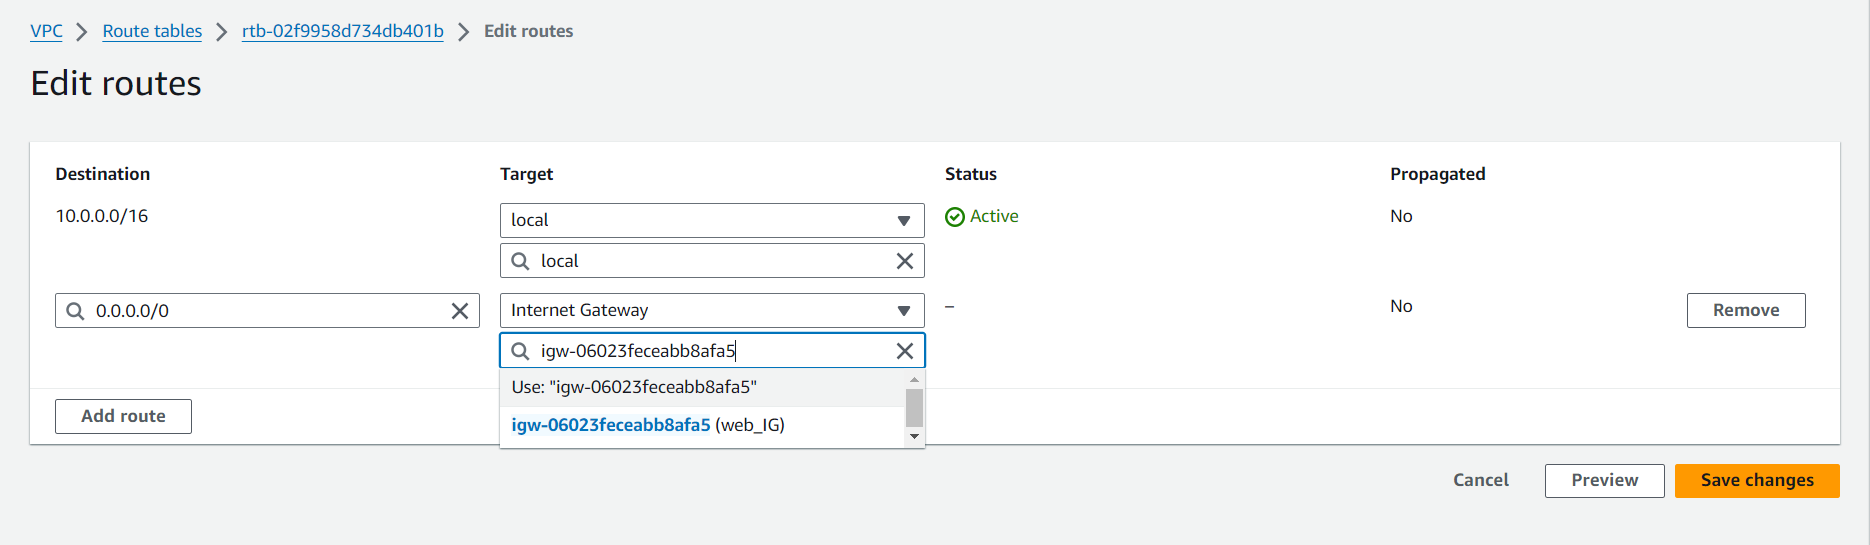 VPC > Route tables > rtb-02f9958d734db401b > Edit routes
Edit routes
Destination Target Status Propagated
10.0.0.0/16 local Active No
local
0.0.0.0/0 Internet Gateway – No Remove
igw-06023feceabb8afa5
Use: "igw-06023feceabb8afa5"
Add route igw-06023feceabb8afa5 (web_IG)
Cancel Preview Save changes